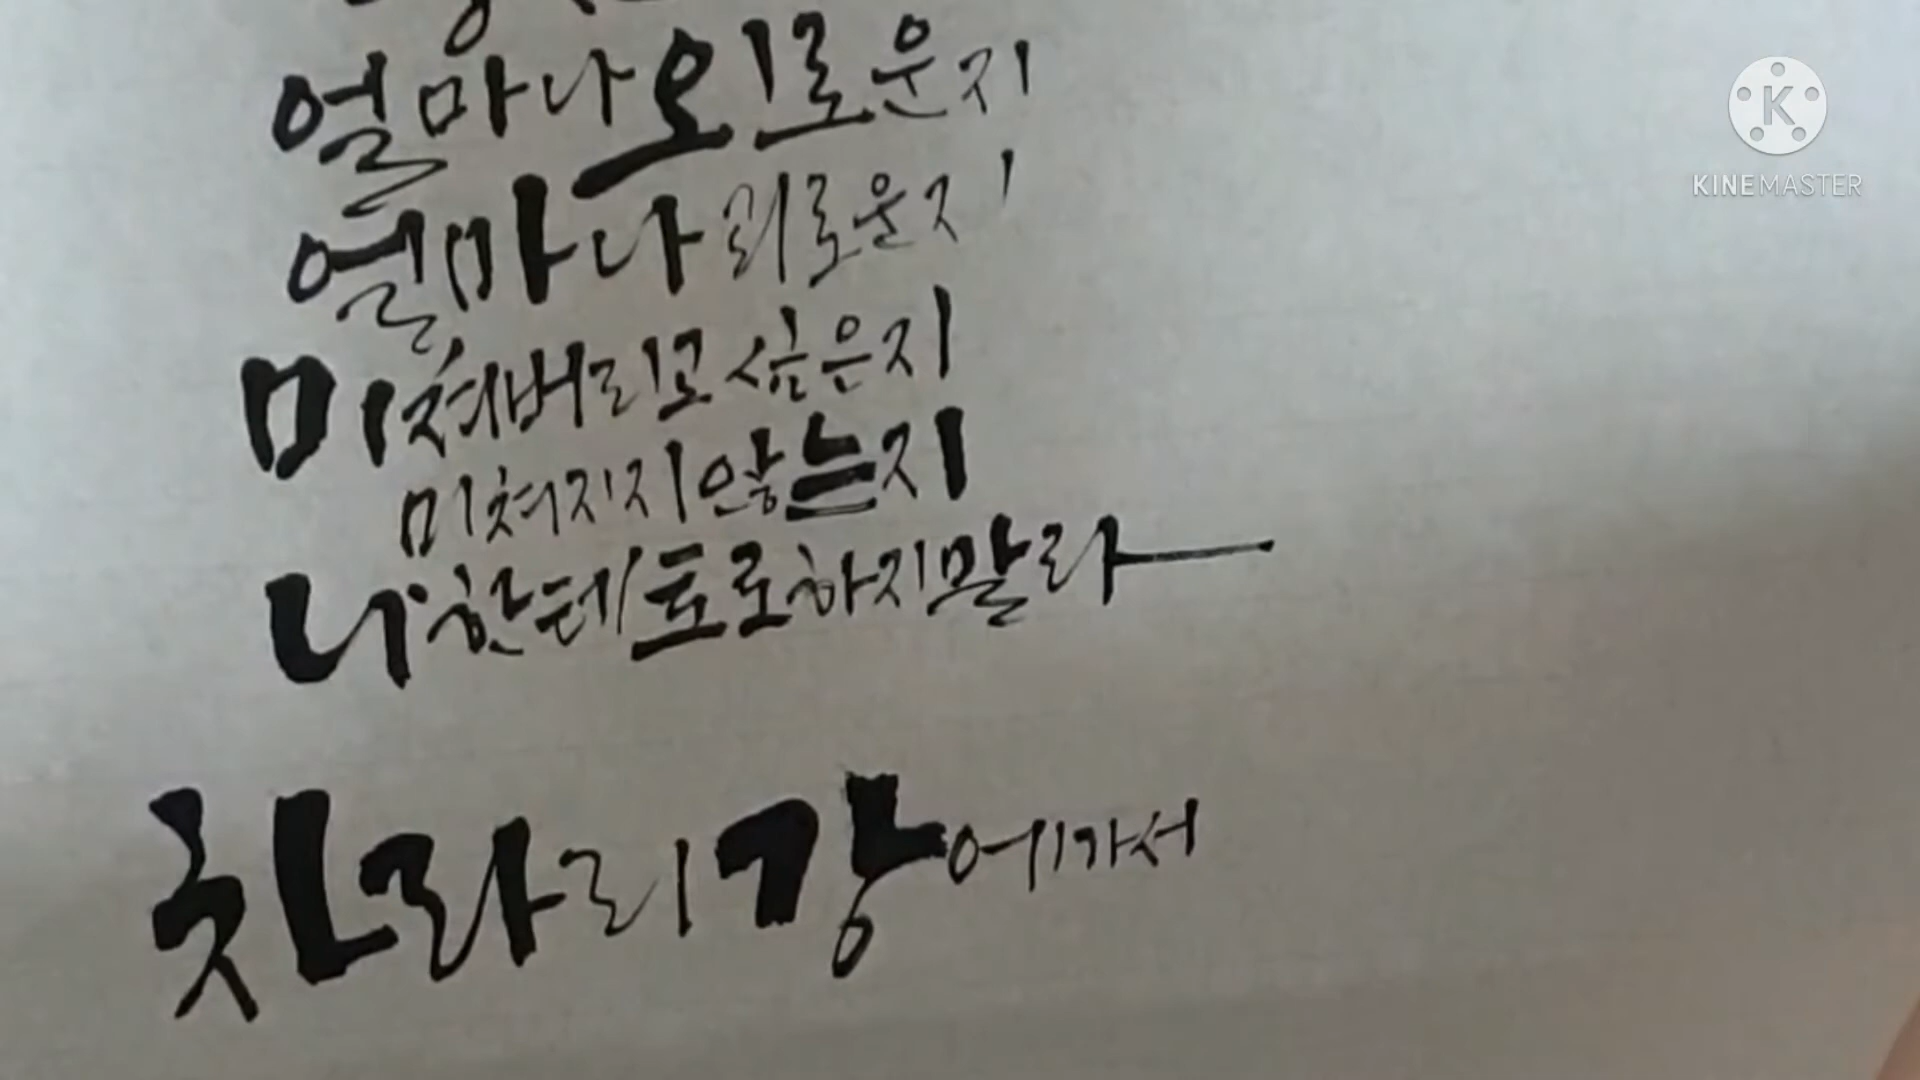 얼마나 외로운지
얼마나 괴로운지
미쳐버리고 싶은지
미쳐지지 않는지
나한테 토로하지 말라
차라리 강에 가서
KINEMASTER